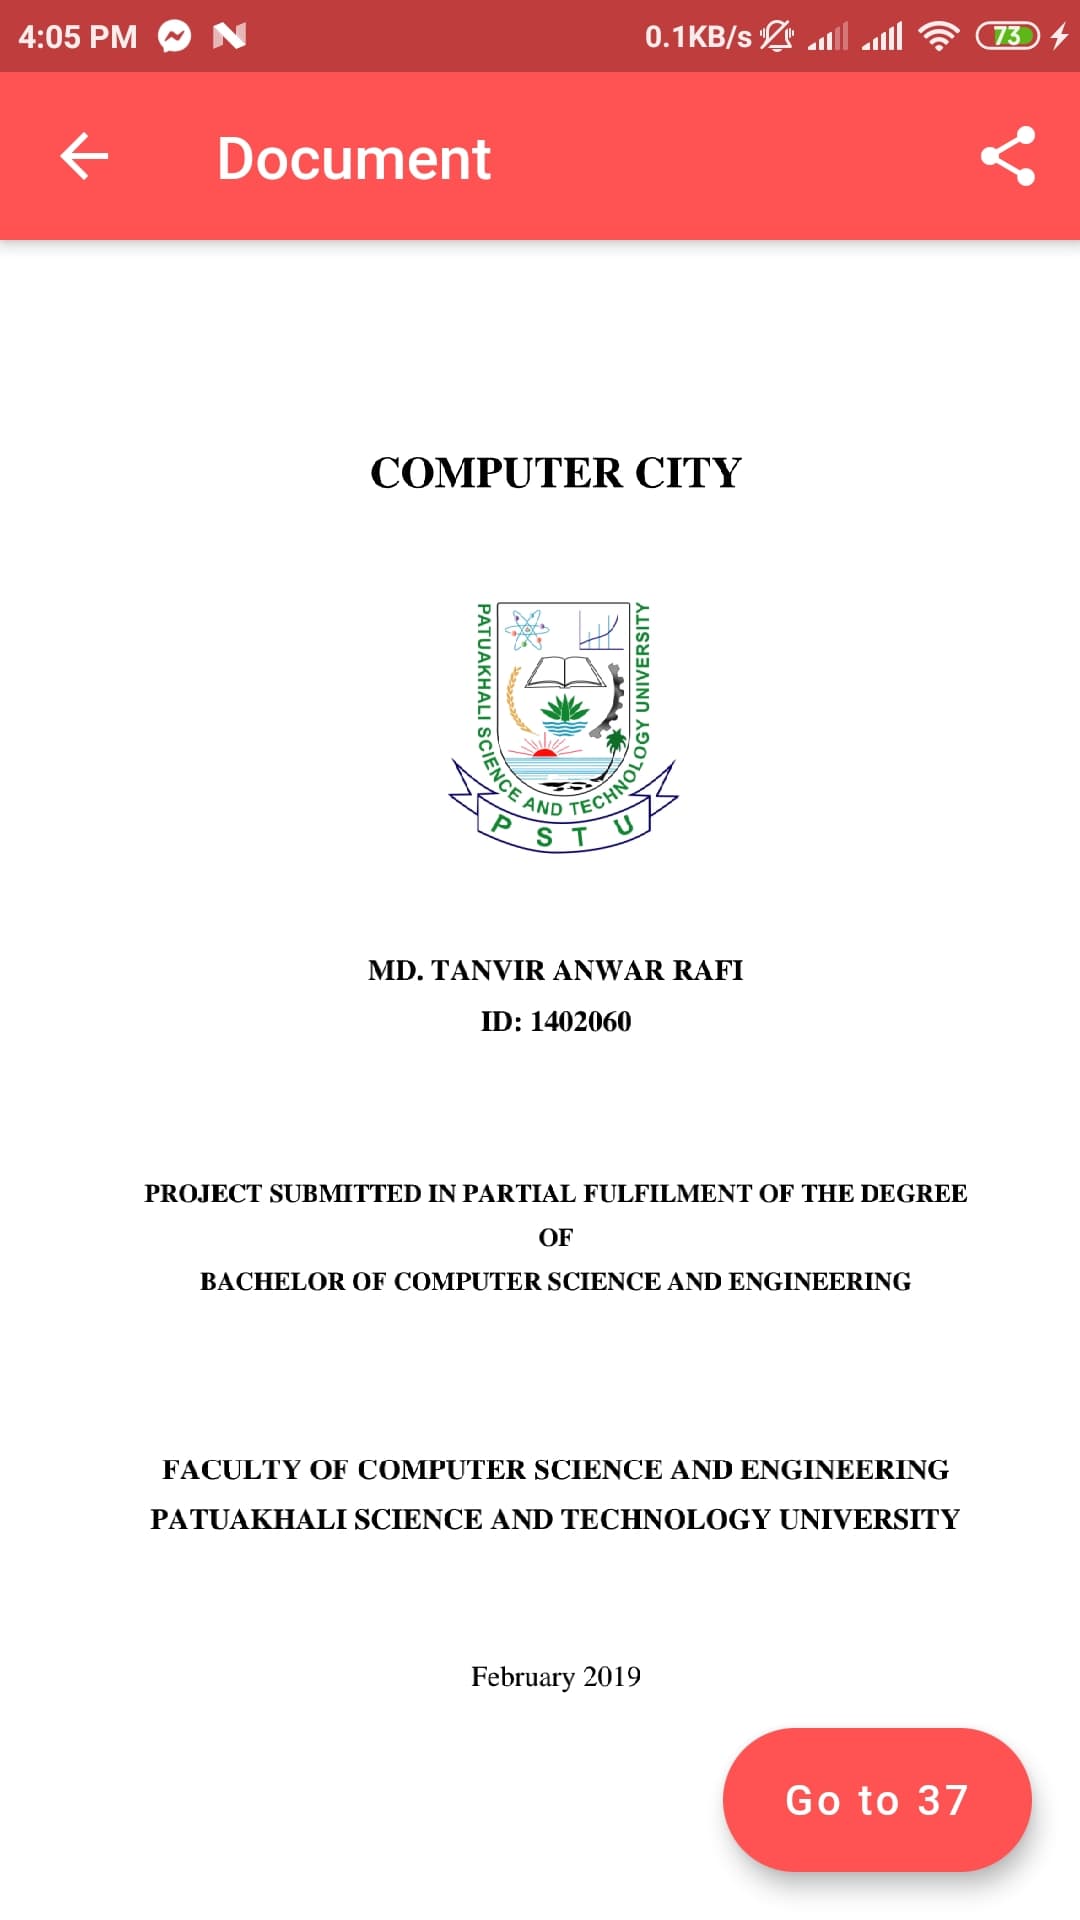 4:05 PM
0.1KB/s
73
Document
COMPUTER CITY
PATUAKHALI SCIENCE AND TECHNOLOGY UNIVERSITY
P S T U
MD. TANVIR ANWAR RAFI
ID: 1402060
PROJECT SUBMITTED IN PARTIAL FULFILMENT OF THE DEGREE
OF
BACHELOR OF COMPUTER SCIENCE AND ENGINEERING
FACULTY OF COMPUTER SCIENCE AND ENGINEERING
PATUAKHALI SCIENCE AND TECHNOLOGY UNIVERSITY
February 2019
Go to 37